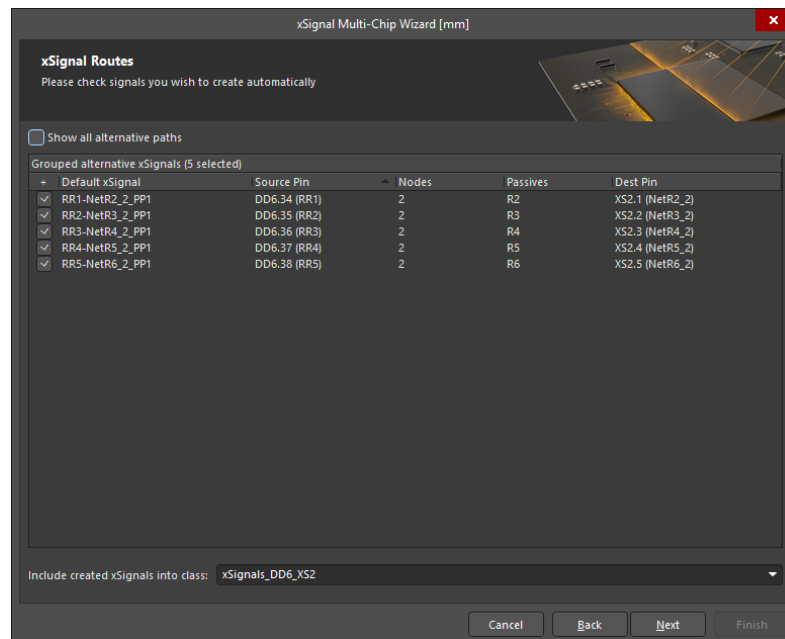 xSignal Multi-Chip Wizard [mm]
xSignal Routes
Please check signals you wish to create automatically
Show all alternative paths
Grouped alternative xSignals (5 selected)
+ Default xSignal Source Pin Nodes Passives Dest Pin
RR1-NetR2_2_PP1 DD6.34 (RR1) 2 R2 XS2.1 (NetR2_2)
RR2-NetR3_2_PP1 DD6.35 (RR2) 2 R3 XS2.2 (NetR3_2)
RR3-NetR4_2_PP1 DD6.36 (RR3) 2 R4 XS2.3 (NetR4_2)
RR4-NetR5_2_PP1 DD6.37 (RR4) 2 R5 XS2.4 (NetR5_2)
RR5-NetR6_2_PP1 DD6.38 (RR5) 2 R6 XS2.5 (NetR6_2)
Include created xSignals into class: xSignals_DD6_XS2
Cancel Back Next Finish